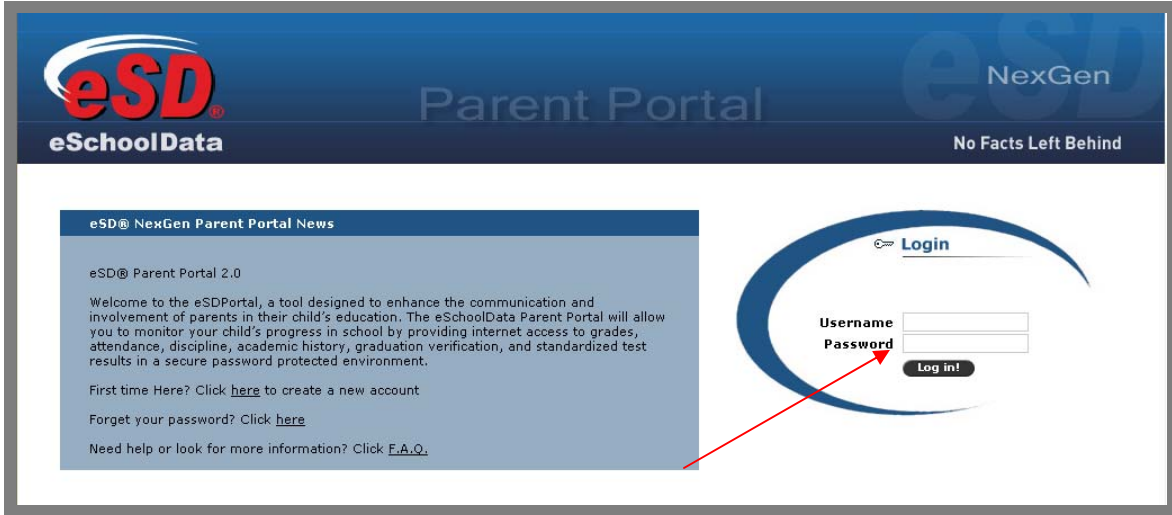 eSD®
eSchoolData
Parent Portal
eSD
NexGen
No Facts Left Behind
eSD® NexGen Parent Portal News
eSD® Parent Portal 2.0
Welcome to the eSDPortal, a tool designed to enhance the communication and
involvement of parents in their child's education. The eSchoolData Parent Portal will allow
you to monitor your child's progress in school by providing internet access to grades,
attendance, discipline, academic history, graduation verification, and standardized test
results in a secure password protected environment.
First time Here? Click here to create a new account
Forget your password? Click here
Need help or look for more information? Click F.A.Q.
Login
Username
Password
Log in!